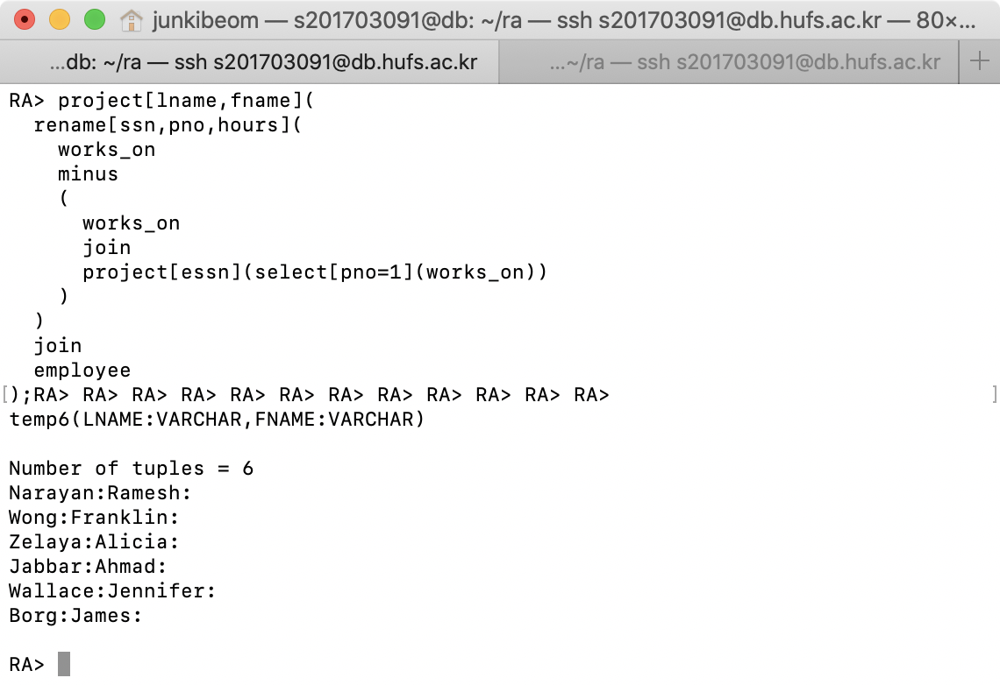 junkibeom — s201703091@db: ~/ra — ssh s201703091@db.hufs.ac.kr — 80×...
...db: ~/ra — ssh s201703091@db.hufs.ac.kr
...~/ra — ssh s201703091@db.hufs.ac.kr
RA> project[lname,fname](
  rename[ssn,pno,hours](
    works_on
    minus
    (
      works_on
      join
      project[essn](select[pno=1](works_on))
    )
  )
  join
  employee
[);RA> RA> RA> RA> RA> RA> RA> RA> RA> RA> RA> RA> ]
temp6(LNAME:VARCHAR,FNAME:VARCHAR)
Number of tuples = 6
Narayan:Ramesh:
Wong:Franklin:
Zelaya:Alicia:
Jabbar:Ahmad:
Wallace:Jennifer:
Borg:James:
RA>